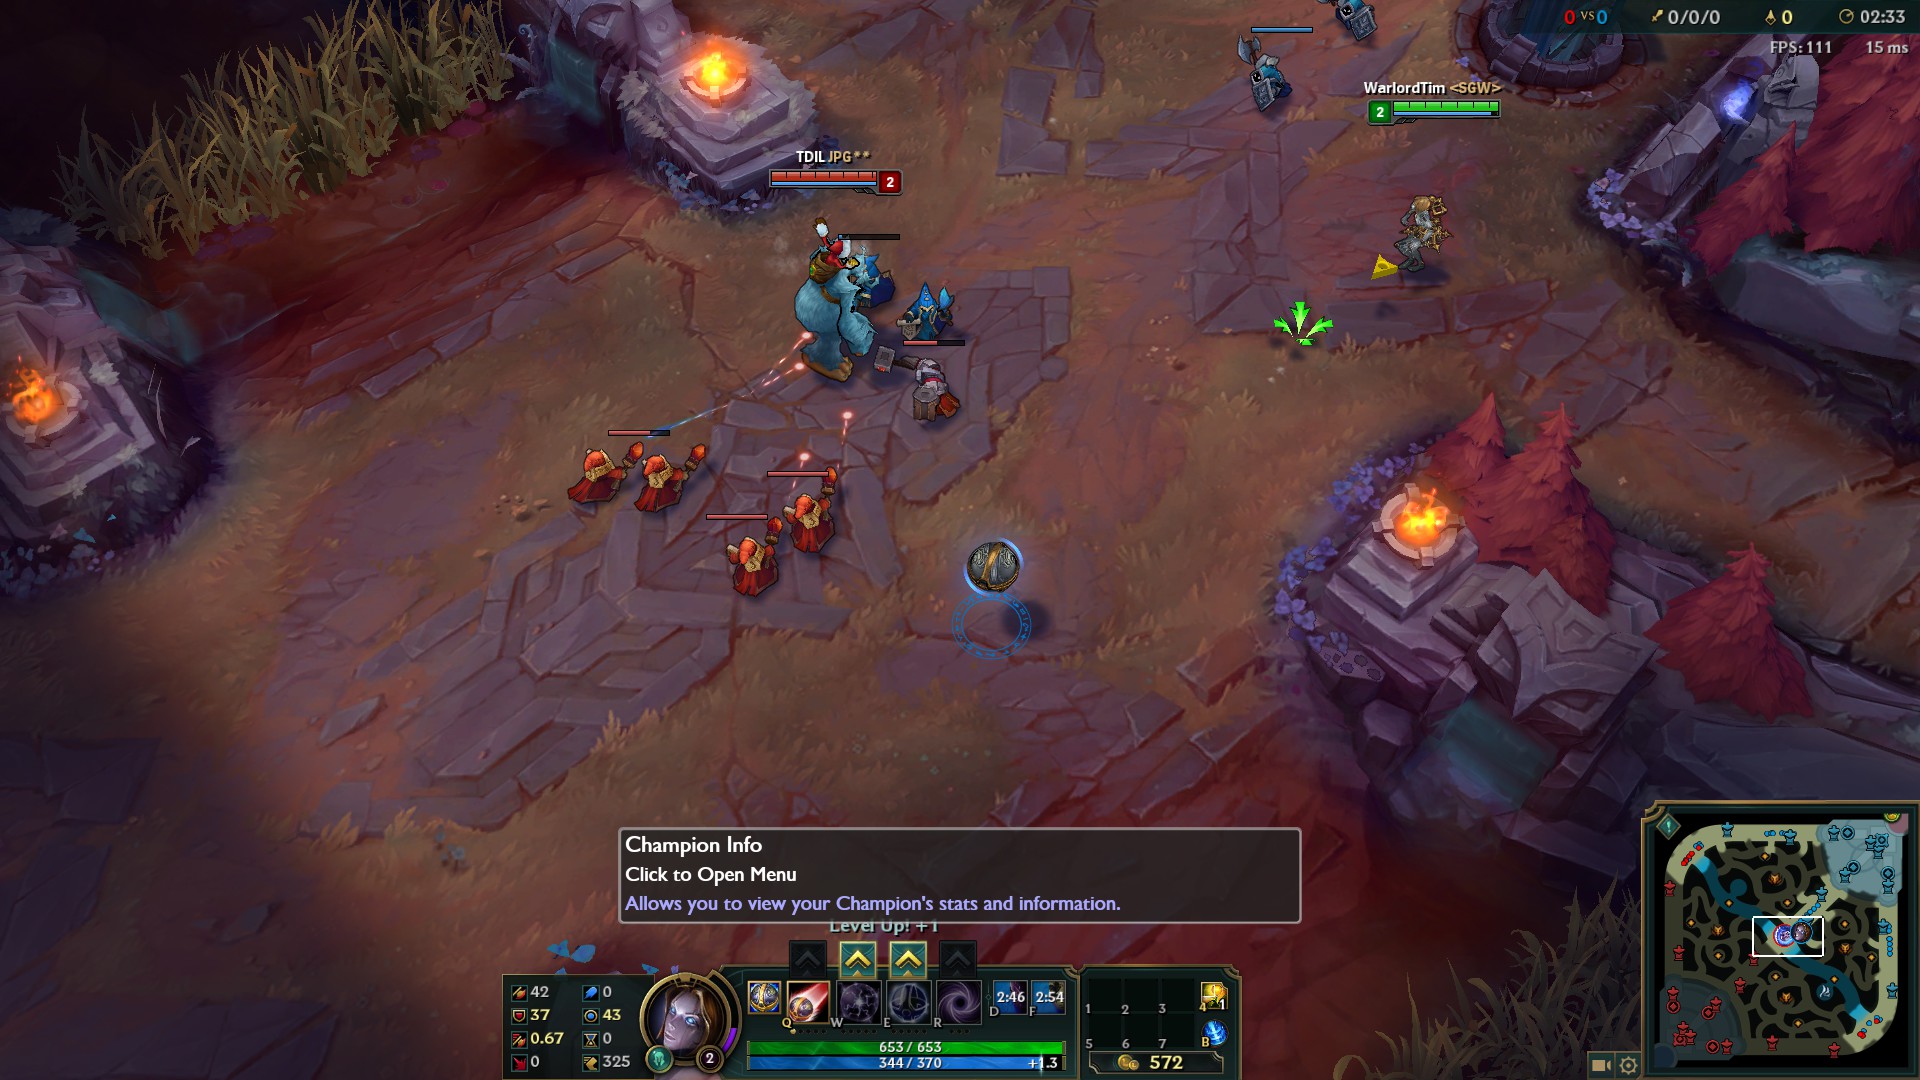 0 VS 0 0/0/0 0 02:33
FPS: 111 15 ms
WarlordTim <SGW>
2
TDIL JPG**
2
Champion Info
Click to Open Menu
Allows you to view your Champion's stats and information.
Level Up! +1
42 0
37 43
0.67 0
0 325
2
Q W E R
2:46 2:54
D F
653 / 653
344 / 370 +1.3
1 2 3 4 1
5 6 7 B
572